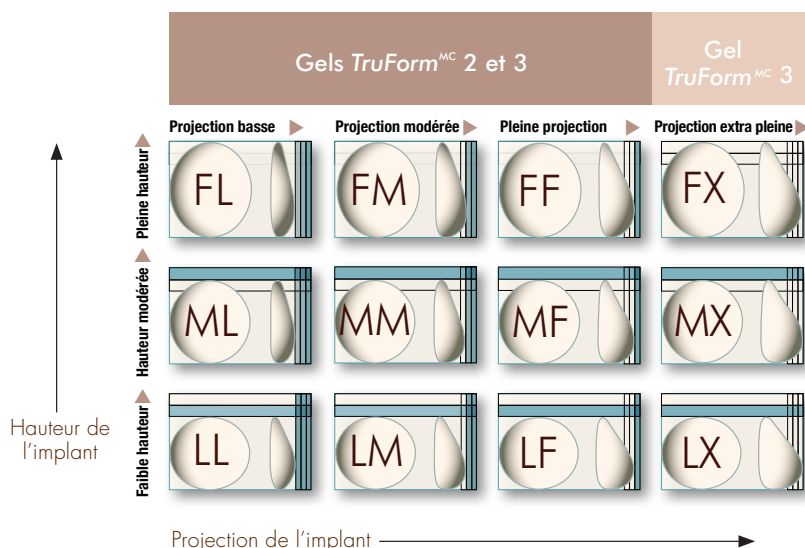 Gels TruForm^MC 2 et 3
Gel
TruForm^MC 3
Projection basse
Projection modérée
Pleine projection
Projection extra pleine
Pleine hauteur
FL
FM
FF
FX
Hauteur modérée
ML
MM
MF
MX
Faible hauteur
LL
LM
LF
LX
Hauteur de
l’implant
Projection de l’implant